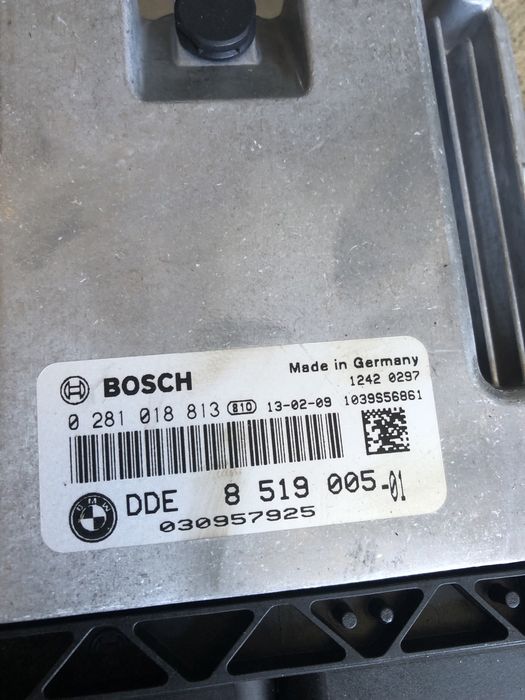 Made in Germany
BOSCH
1242 0297
0 281 018 813 810 13-02-09 1039S56861
BMW
DDE 8 519 005-01
030957925